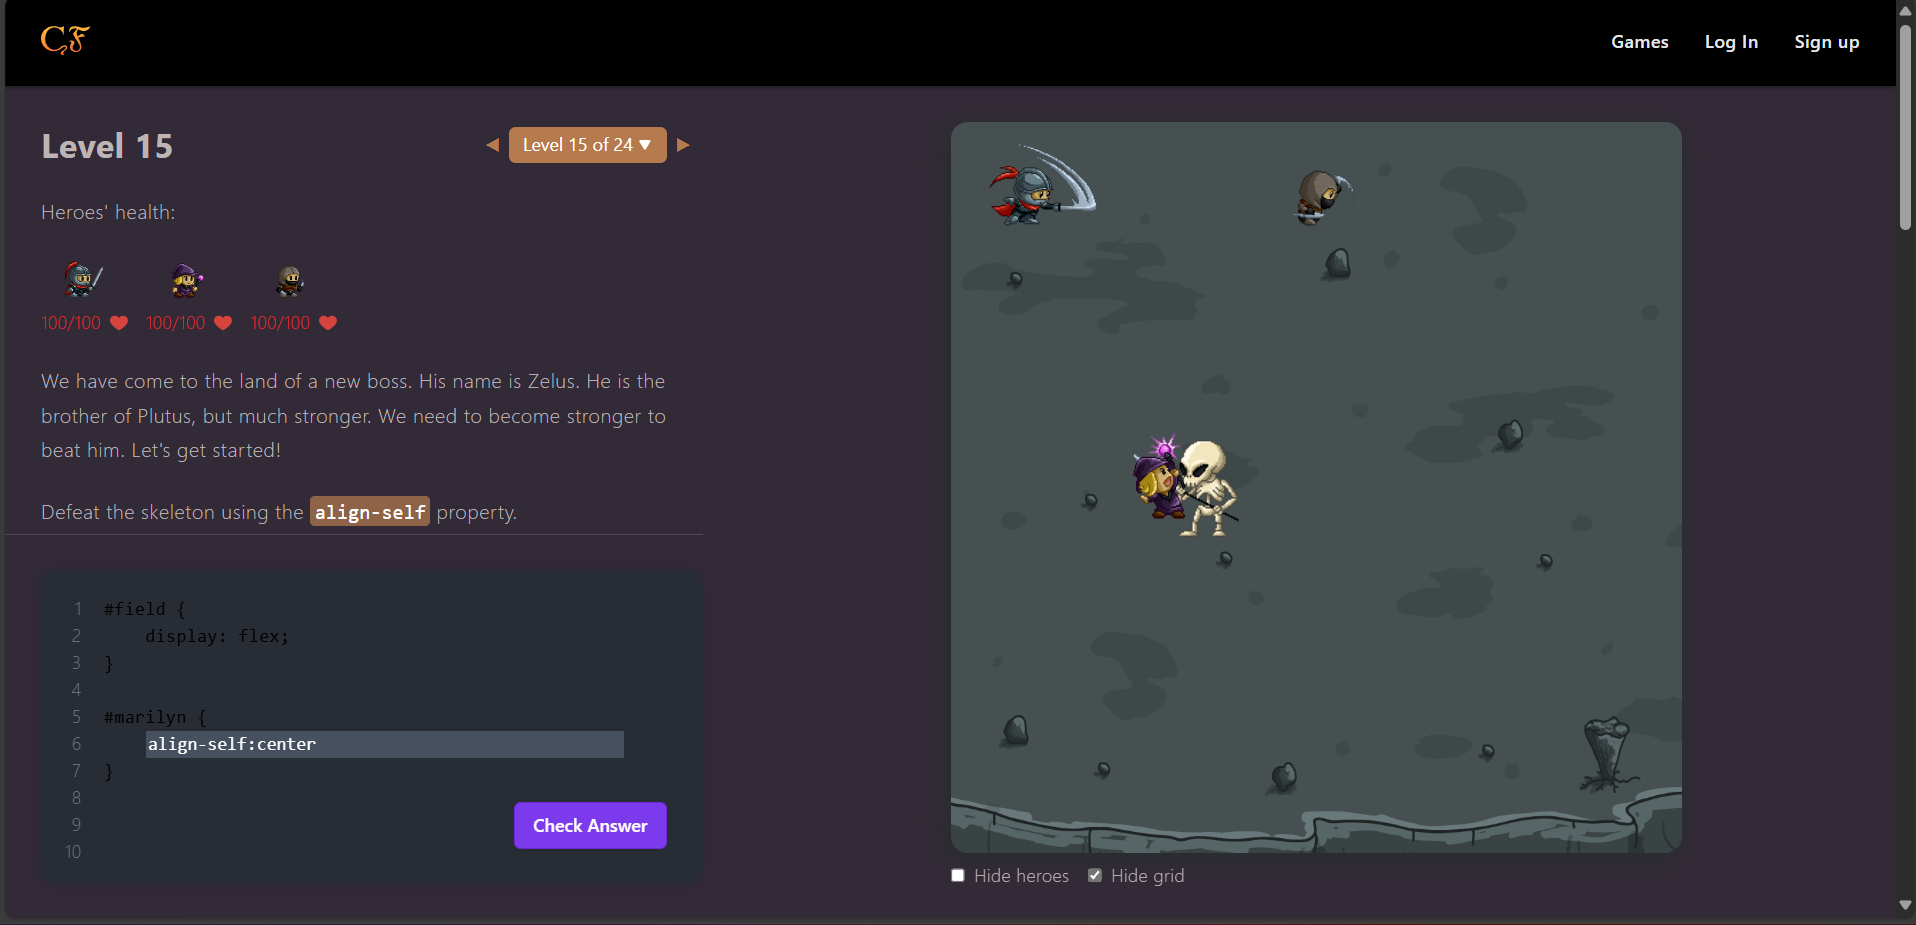 CF
Games Log In Sign up
Level 15
◀ Level 15 of 24 ▼ ▶
Heroes' health:
100/100 100/100 100/100
We have come to the land of a new boss. His name is Zelus. He is the
brother of Plutus, but much stronger. We need to become stronger to
beat him. Let's get started!
Defeat the skeleton using the align-self property.
1 #field {
2 display: flex;
3 }
4
5 #marilyn {
6 align-self:center
7 }
8
9
10
Check Answer
Hide heroes Hide grid